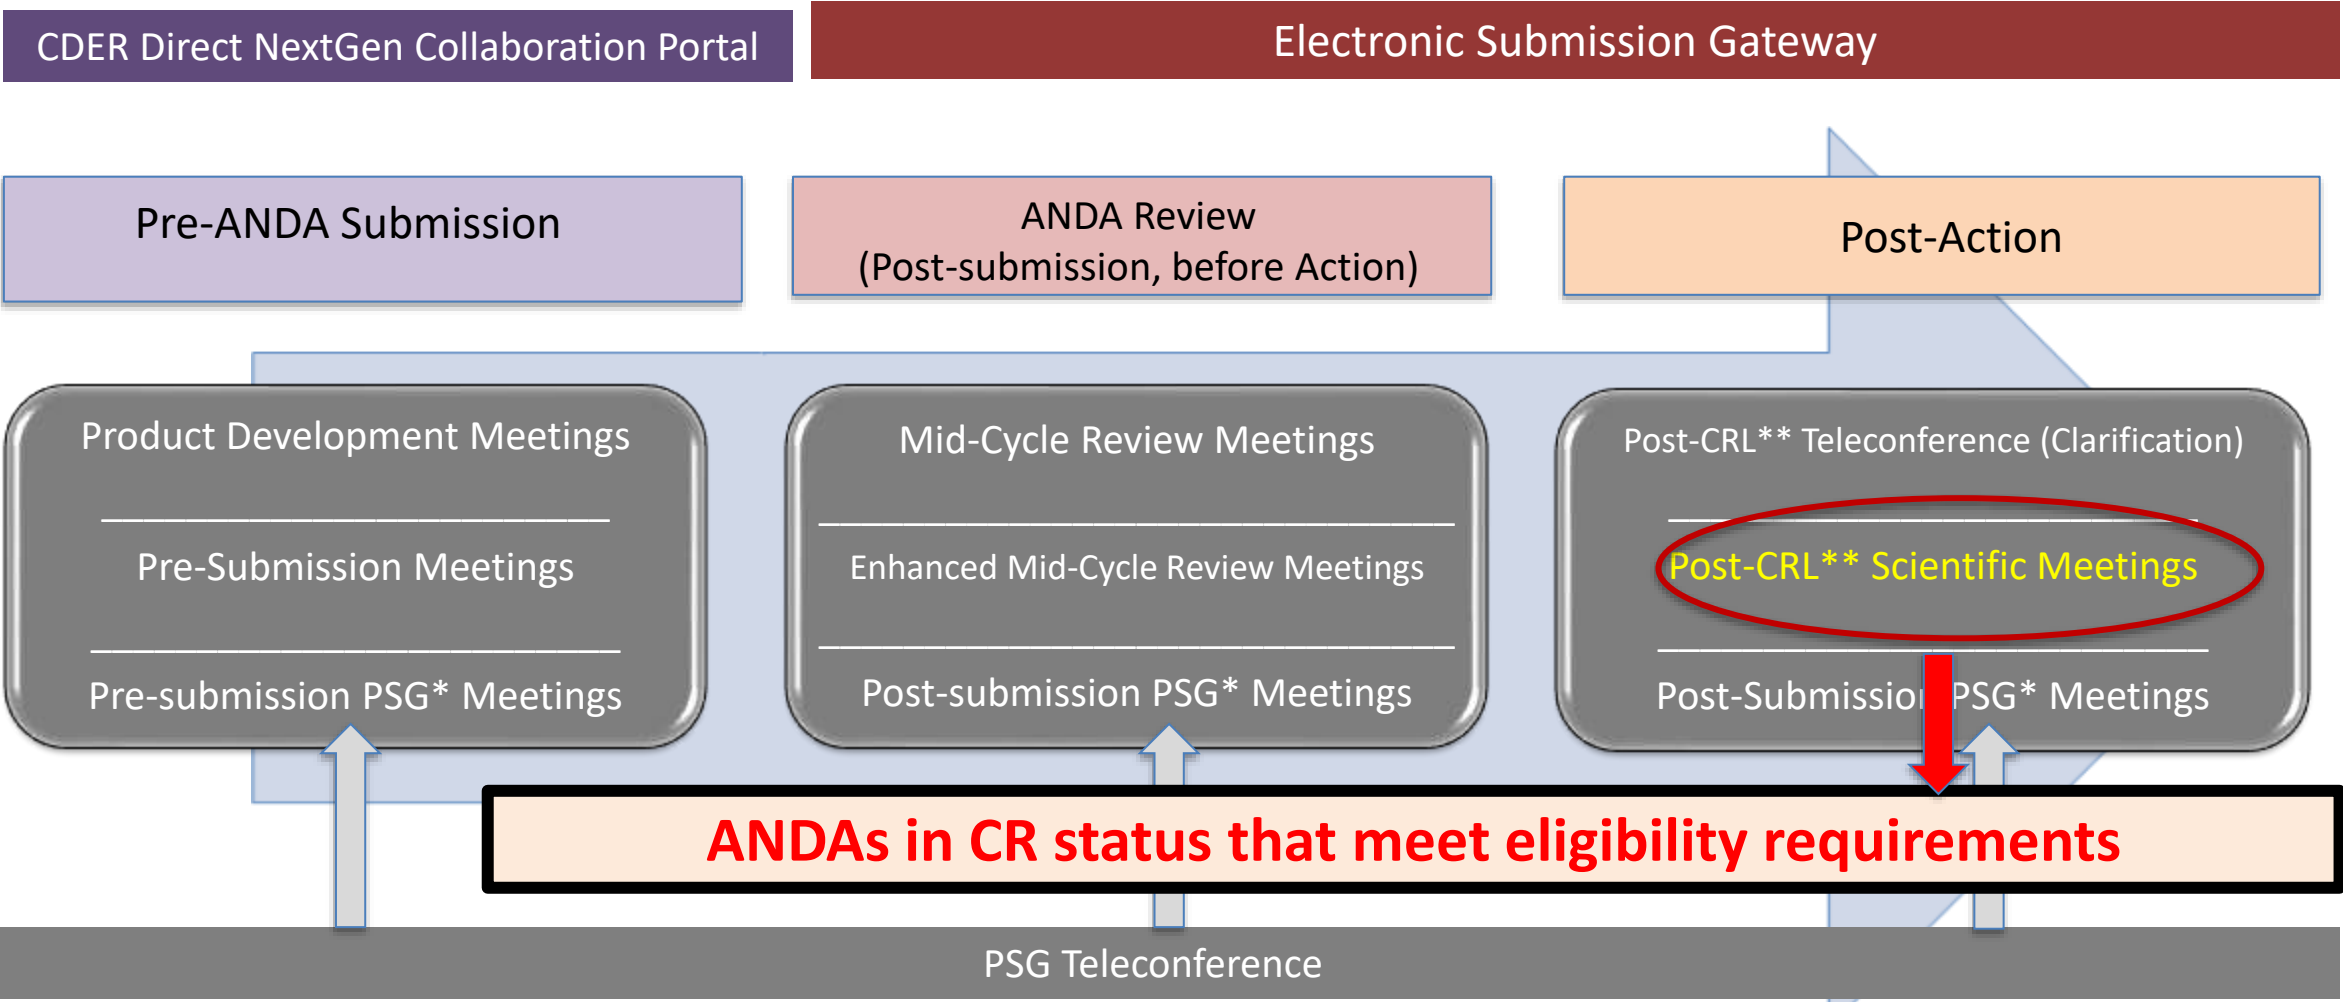 CDER Direct NextGen Collaboration Portal
Electronic Submission Gateway
Pre-ANDA Submission
ANDA Review
(Post-submission, before Action)
Post-Action
Product Development Meetings
Pre-Submission Meetings
Pre-submission PSG* Meetings
Mid-Cycle Review Meetings
Enhanced Mid-Cycle Review Meetings
Post-submission PSG* Meetings
Post-CRL** Teleconference (Clarification)
Post-CRL** Scientific Meetings
Post-Submission PSG* Meetings
ANDAs in CR status that meet eligibility requirements
PSG Teleconference